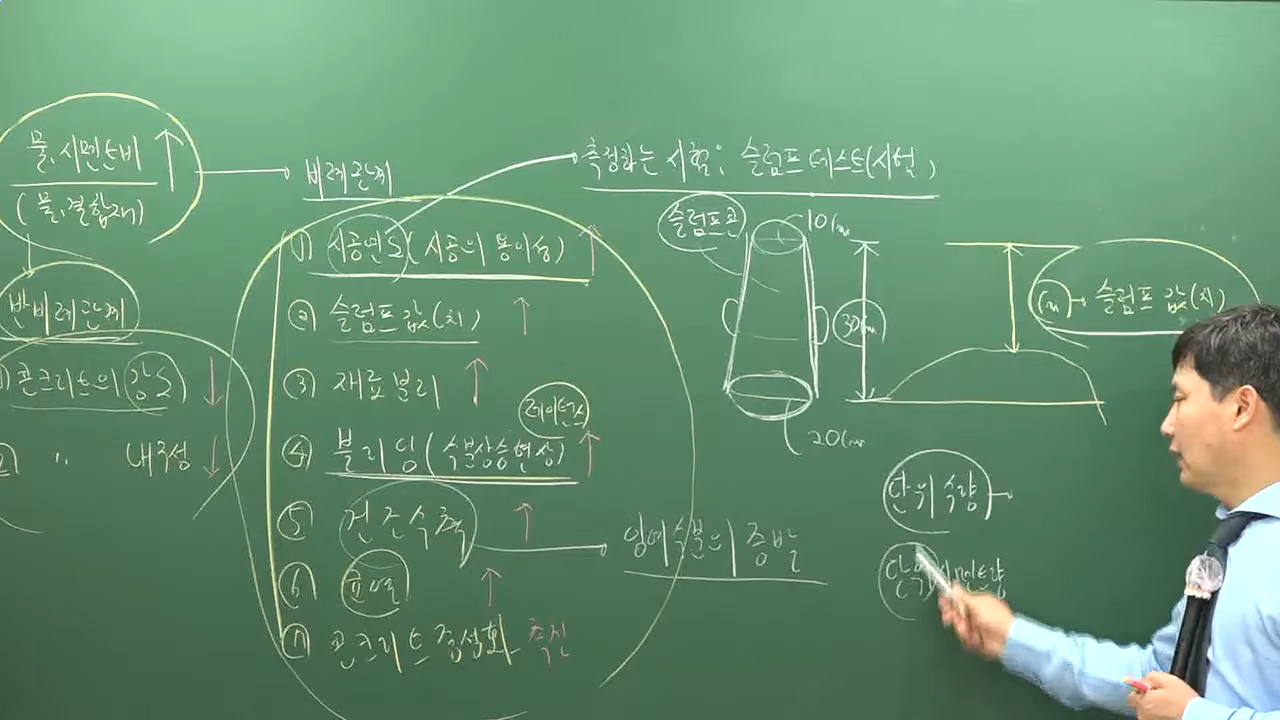 물, 시멘트비 ↑
(물, 결합재)
반비례관계
콘크리트의 강도 ↓
〃 내구성 ↓
비례관계
① 시공연도(시공의 용이성) ↑
② 슬럼프값(치) ↑
③ 재료분리 ↑
레이턴스
④ 블리딩(수분상승현상) ↑
⑤ 건조수축 ↑
잉여수분의 증발
⑥ ↑
⑦ 콘크리트 중성화 촉진
측정하는 시험; 슬럼프 테스트(시험)
슬럼프콘
10cm
30cm
20cm
cm → 슬럼프 값(치)
단위 수량
단위 시멘트량